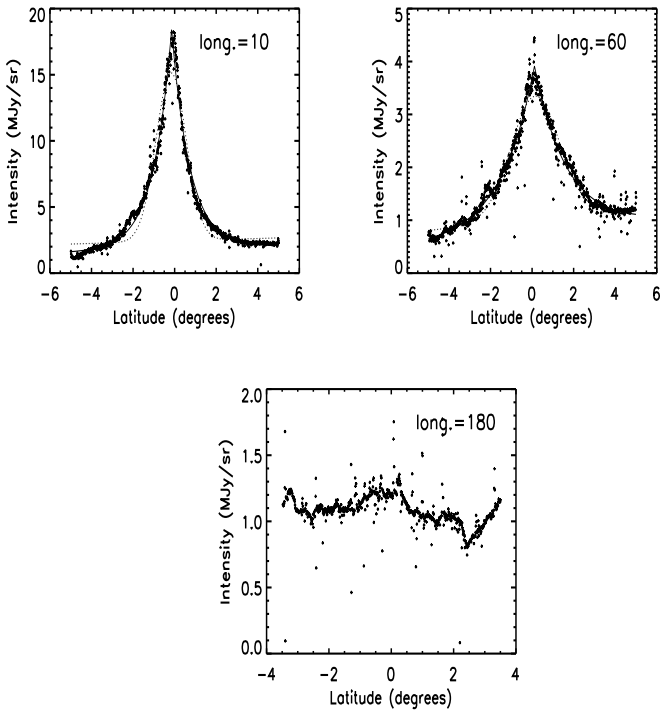 20
15
10
5
0
Intensity (MJy/sr)
long.=10
−6 −4 −2 0 2 4 6
Latitude (degrees)
5
4
3
2
1
0
Intensity (MJy/sr)
long.=60
−6 −4 −2 0 2 4 6
Latitude (degrees)
2.0
1.5
1.0
0.5
0.0
Intensity (MJy/sr)
long.=180
−4 −2 0 2 4
Latitude (degrees)